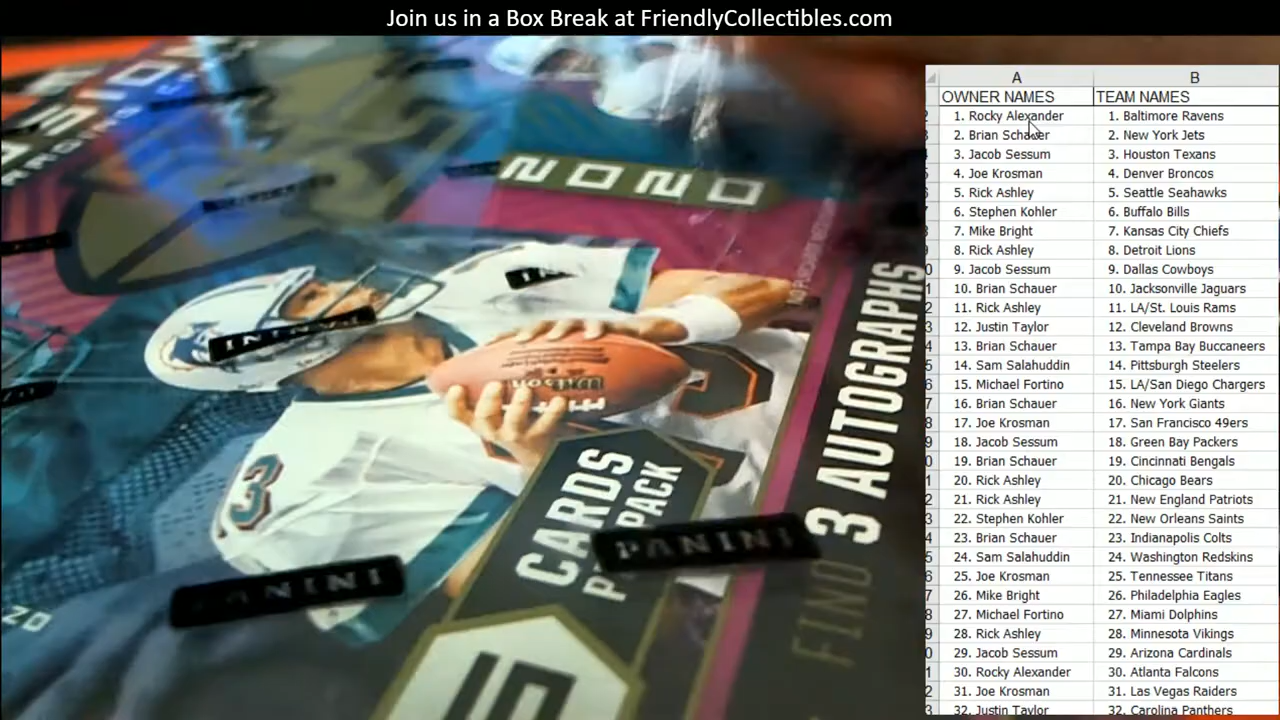 Join us in a Box Break at FriendlyCollectibles.com
A B
OWNER NAMES TEAM NAMES
1. Rocky Alexander 1. Baltimore Ravens
2. Brian Schauer 2. New York Jets
3. Jacob Sessum 3. Houston Texans
4. Joe Krosman 4. Denver Broncos
5. Rick Ashley 5. Seattle Seahawks
6. Stephen Kohler 6. Buffalo Bills
7. Mike Bright 7. Kansas City Chiefs
8. Rick Ashley 8. Detroit Lions
9. Jacob Sessum 9. Dallas Cowboys
10. Brian Schauer 10. Jacksonville Jaguars
11. Rick Ashley 11. LA/St. Louis Rams
12. Justin Taylor 12. Cleveland Browns
13. Brian Schauer 13. Tampa Bay Buccaneers
14. Sam Salahuddin 14. Pittsburgh Steelers
15. Michael Fortino 15. LA/San Diego Chargers
16. Brian Schauer 16. New York Giants
17. Joe Krosman 17. San Francisco 49ers
18. Jacob Sessum 18. Green Bay Packers
19. Brian Schauer 19. Cincinnati Bengals
20. Rick Ashley 20. Chicago Bears
21. Rick Ashley 21. New England Patriots
22. Stephen Kohler 22. New Orleans Saints
23. Brian Schauer 23. Indianapolis Colts
24. Sam Salahuddin 24. Washington Redskins
25. Joe Krosman 25. Tennessee Titans
26. Mike Bright 26. Philadelphia Eagles
27. Michael Fortino 27. Miami Dolphins
28. Rick Ashley 28. Minnesota Vikings
29. Jacob Sessum 29. Arizona Cardinals
30. Rocky Alexander 30. Atlanta Falcons
31. Joe Krosman 31. Las Vegas Raiders
32. Justin Taylor 32. Carolina Panthers
2020
PANINI
Wilson
3
5
CARDS
PACK
FIND 3 AUTOGRAPHS
PANINI
PANINI